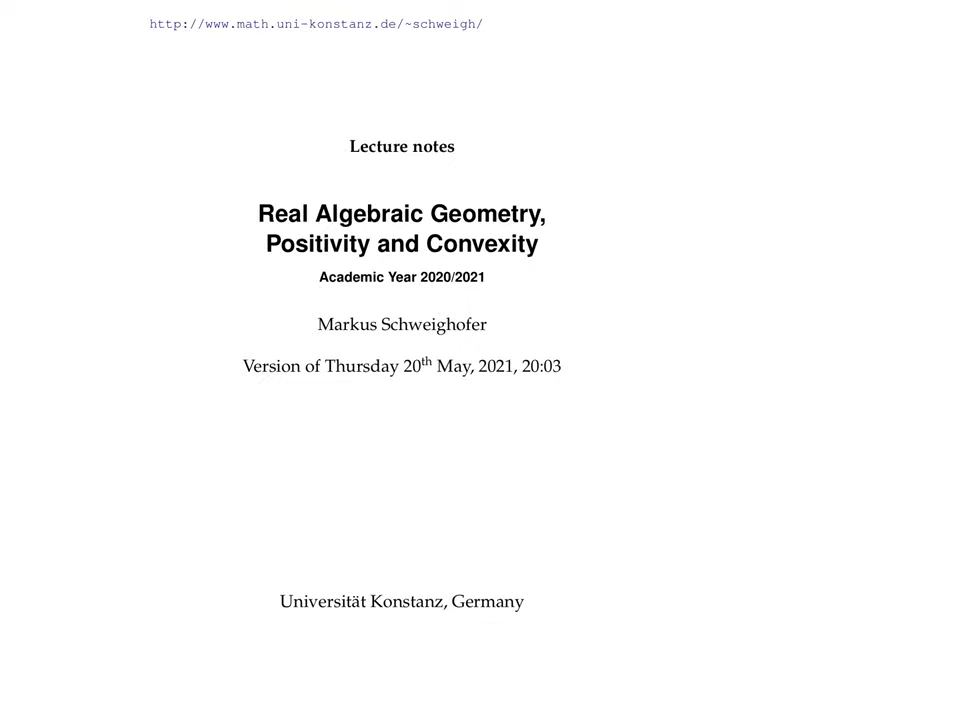 http://www.math.uni-konstanz.de/~schweigh/
Lecture notes
Real Algebraic Geometry,
Positivity and Convexity
Academic Year 2020/2021
Markus Schweighofer
Version of Thursday 20th May, 2021, 20:03
Universität Konstanz, Germany